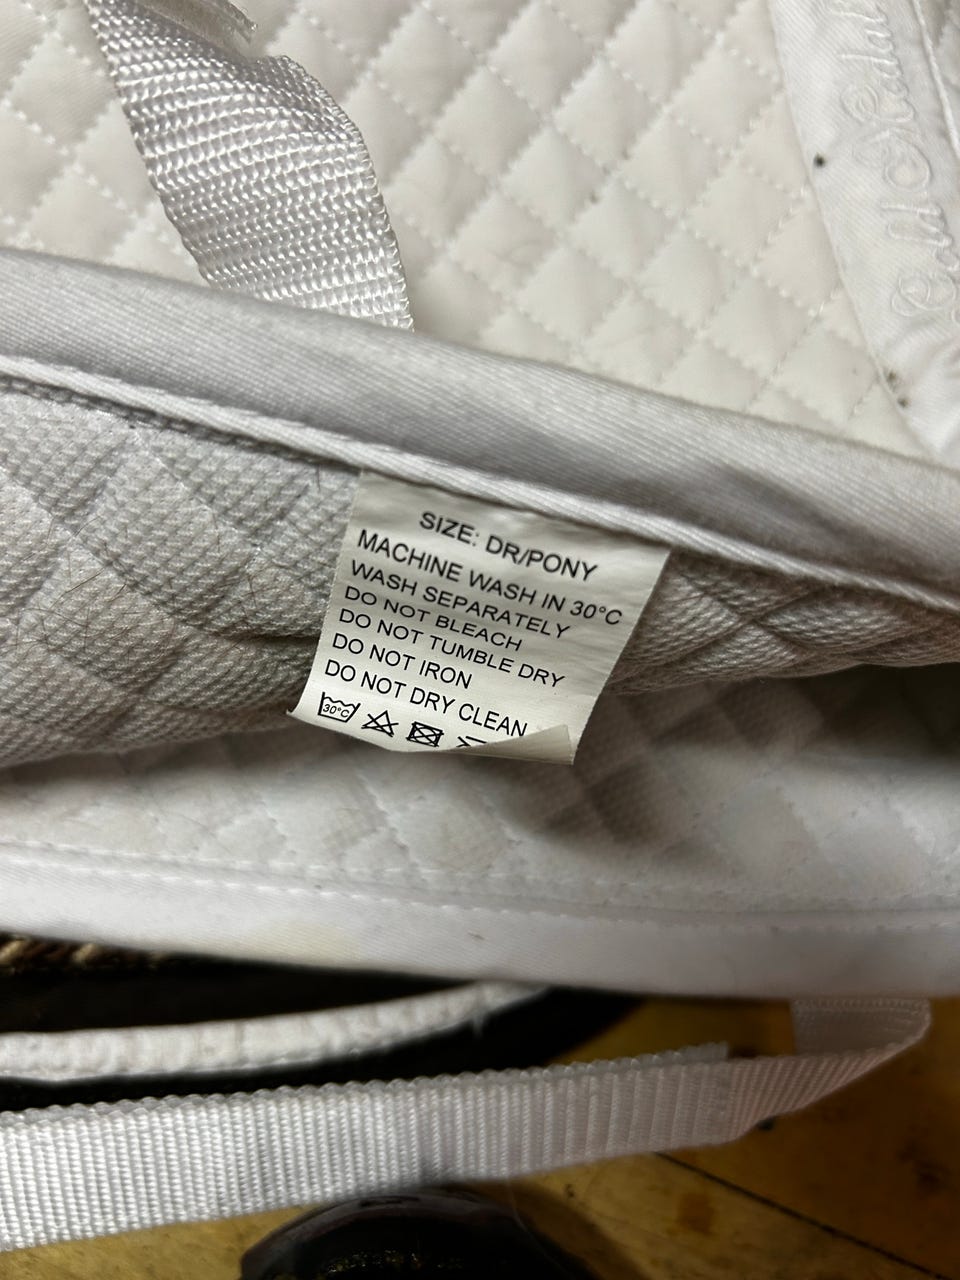 SIZE: DR/PONY
MACHINE WASH IN 30°C
WASH SEPARATELY
DO NOT BLEACH
DO NOT TUMBLE DRY
DO NOT IRON
DO NOT DRY CLEAN
30°C